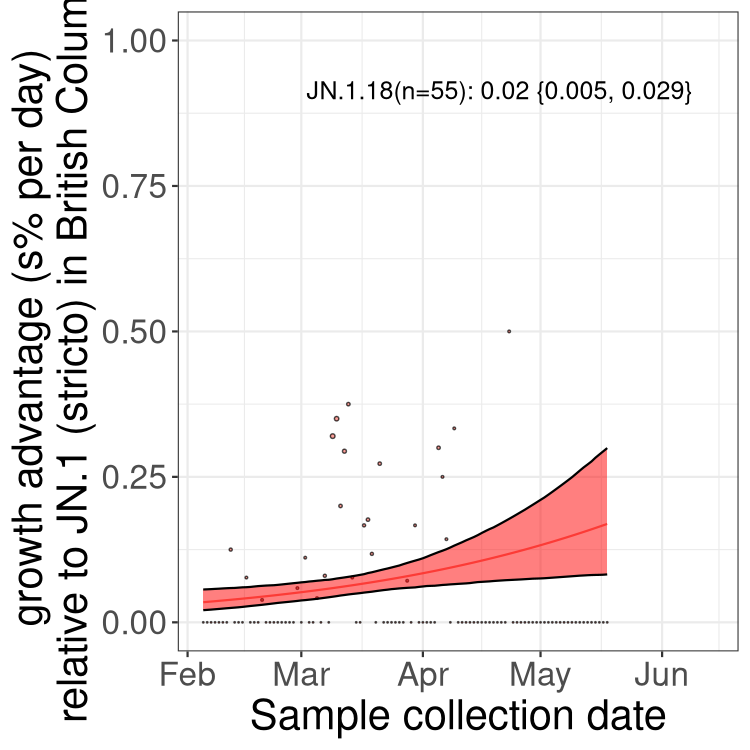 growth advantage (s% per day)
relative to JN.1 (stricto) in British Colum
1.00
0.75
0.50
0.25
0.00
JN.1.18(n=55): 0.02 {0.005, 0.029}
Feb Mar Apr May Jun
Sample collection date